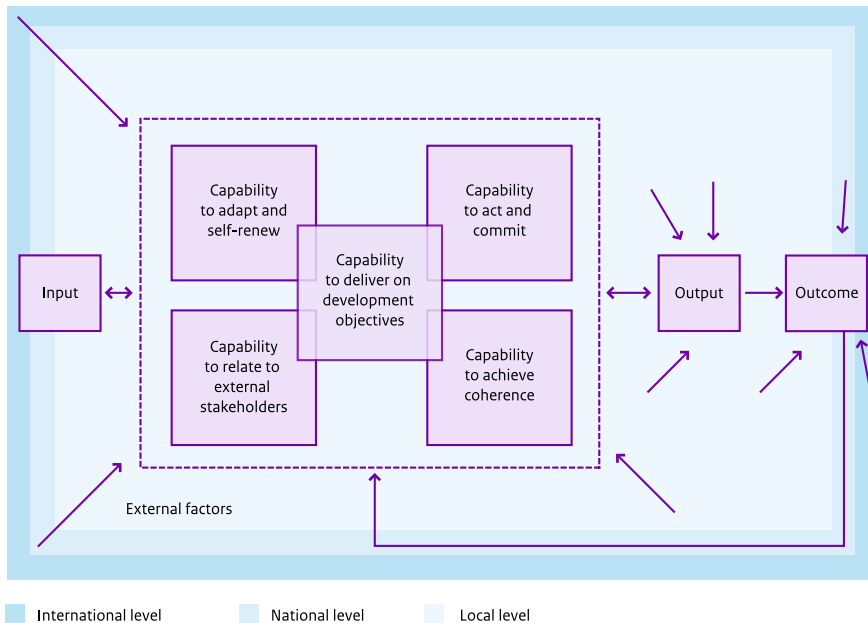 Capability
to adapt and
self-renew
Capability
to act and
commit
Capability
to deliver on
development
objectives
Input
Output
Outcome
Capability
to relate to
external
stakeholders
Capability
to achieve
coherence
External factors
International level
National level
Local level